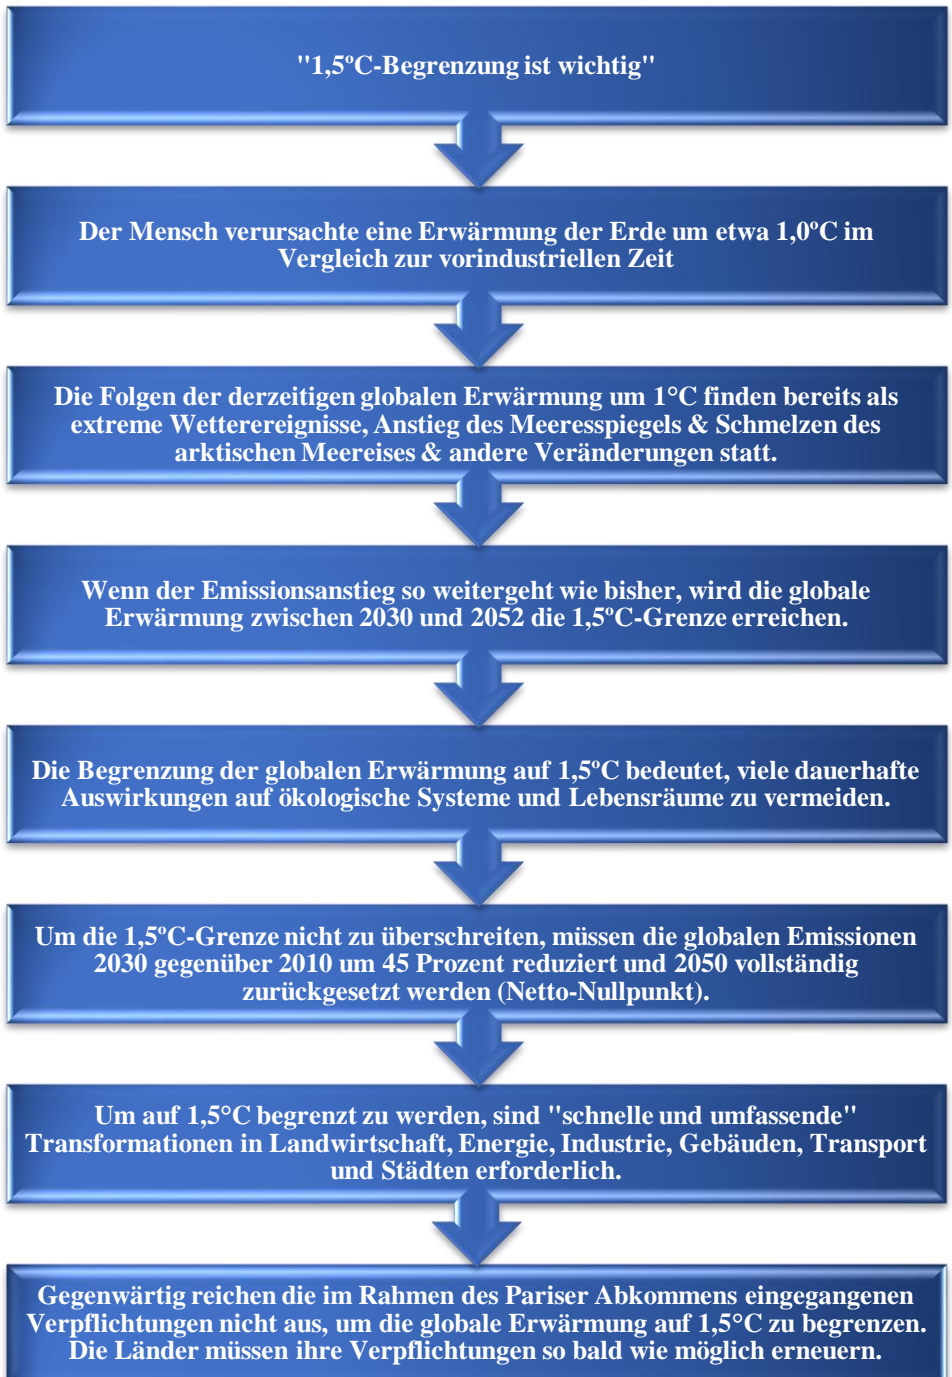 "1,5ºC-Begrenzung ist wichtig"
Der Mensch verursachte eine Erwärmung der Erde um etwa 1,0ºC im
Vergleich zur vorindustriellen Zeit
Die Folgen der derzeitigen globalen Erwärmung um 1°C finden bereits als
extreme Wetterereignisse, Anstieg des Meeresspiegels & Schmelzen des
arktischen Meereises & andere Veränderungen statt.
Wenn der Emissionsanstieg so weitergeht wie bisher, wird die globale
Erwärmung zwischen 2030 und 2052 die 1,5ºC-Grenze erreichen.
Die Begrenzung der globalen Erwärmung auf 1,5ºC bedeutet, viele dauerhafte
Auswirkungen auf ökologische Systeme und Lebensräume zu vermeiden.
Um die 1,5ºC-Grenze nicht zu überschreiten, müssen die globalen Emissionen
2030 gegenüber 2010 um 45 Prozent reduziert und 2050 vollständig
zurückgesetzt werden (Netto-Nullpunkt).
Um auf 1,5°C begrenzt zu werden, sind "schnelle und umfassende"
Transformationen in Landwirtschaft, Energie, Industrie, Gebäuden, Transport
und Städten erforderlich.
Gegenwärtig reichen die im Rahmen des Pariser Abkommens eingegangenen
Verpflichtungen nicht aus, um die globale Erwärmung auf 1,5°C zu begrenzen.
Die Länder müssen ihre Verpflichtungen so bald wie möglich erneuern.